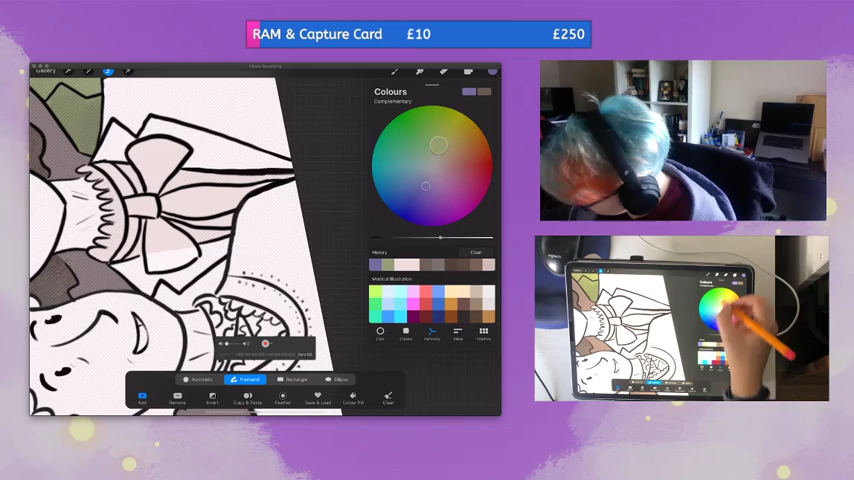 RAM & Capture Card £10 £250
Gallery
Colours
Complementary
History Clear
Medical Illustration
Disc Classic Harmony Value Palettes
Automatic Freehand Rectangle Ellipse
Add Remove Invert Copy & Paste Feather Save & Load Colour Fill Clear
Colours